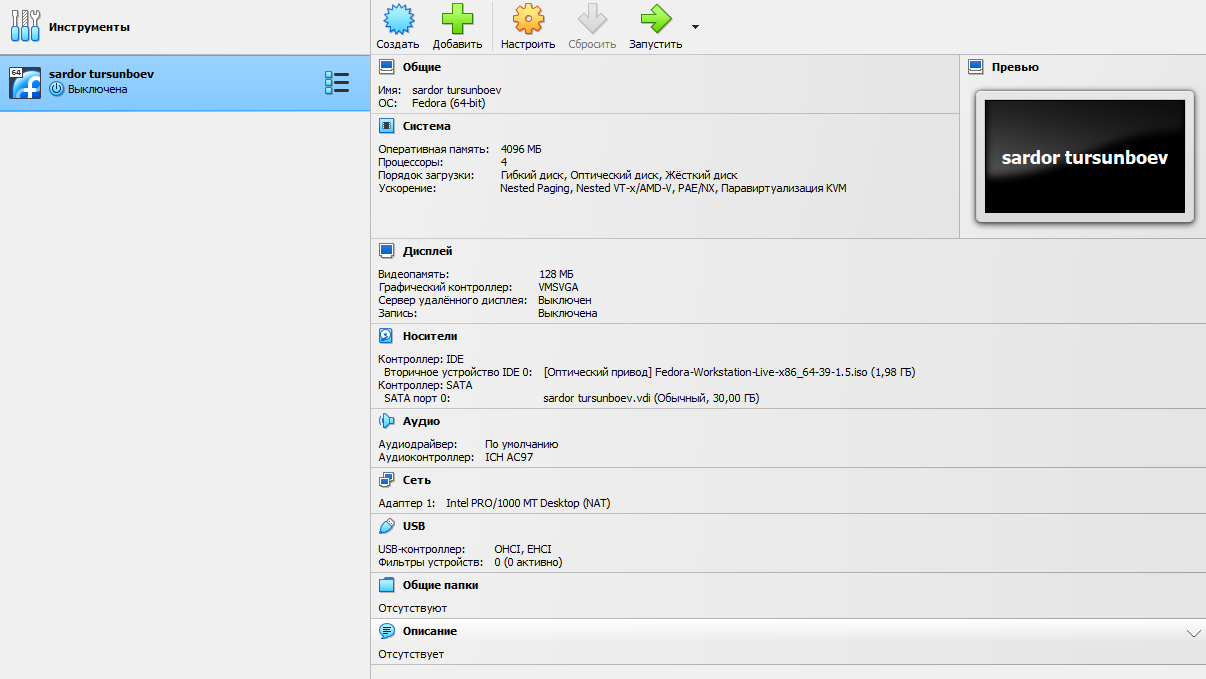 Инструменты
Создать
Добавить
Настроить
Сбросить
Запустить
64
sardor tursunboev
Выключена
Общие
Имя: sardor tursunboev
ОС: Fedora (64-bit)
Превью
sardor tursunboev
Система
Оперативная память: 4096 МБ
Процессоры: 4
Порядок загрузки: Гибкий диск, Оптический диск, Жёсткий диск
Ускорение: Nested Paging, Nested VT-x/AMD-V, PAE/NX, Паравиртуализация KVM
Дисплей
Видеопамять: 128 МБ
Графический контроллер: VMSVGA
Сервер удалённого дисплея: Выключен
Запись: Выключена
Носители
Контроллер: IDE
Вторичное устройство IDE 0: [Оптический привод] Fedora-Workstation-Live-x86_64-39-1.5.iso (1,98 ГБ)
Контроллер: SATA
SATA порт 0: sardor tursunboev.vdi (Обычный, 30,00 ГБ)
Аудио
Аудиодрайвер: По умолчанию
Аудиоконтроллер: ICH AC97
Сеть
Адаптер 1: Intel PRO/1000 MT Desktop (NAT)
USB
USB-контроллер: OHCI, EHCI
Фильтры устройств: 0 (0 активно)
Общие папки
Отсутствуют
Описание
Отсутствует